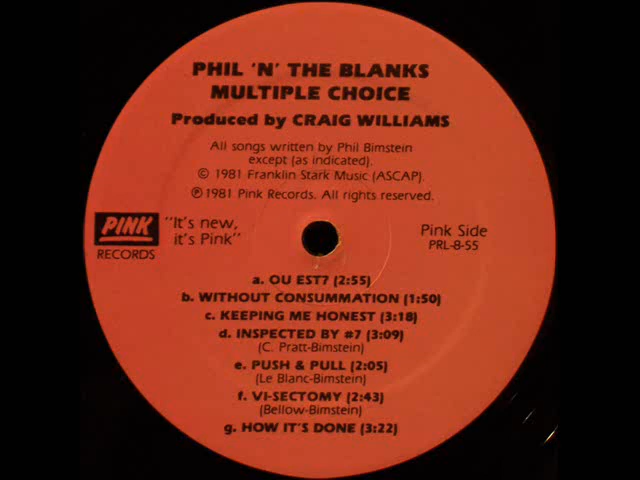 PHIL 'N' THE BLANKS
MULTIPLE CHOICE
Produced by CRAIG WILLIAMS
All songs written by Phil Bimstein
except (as indicated).
© 1981 Franklin Stark Music (ASCAP).
℗ 1981 Pink Records. All rights reserved.
PINK
RECORDS
"It's new,
it's Pink"
Pink Side
PRL-8-55
a. OU EST? (2:55)
b. WITHOUT CONSUMMATION (1:50)
c. KEEPING ME HONEST (3:18)
d. INSPECTED BY #7 (3:09)
(C. Pratt-Bimstein)
e. PUSH & PULL (2:05)
(Le Blanc-Bimstein)
f. VI-SECTOMY (2:43)
(Bellow-Bimstein)
g. HOW IT'S DONE (3:22)